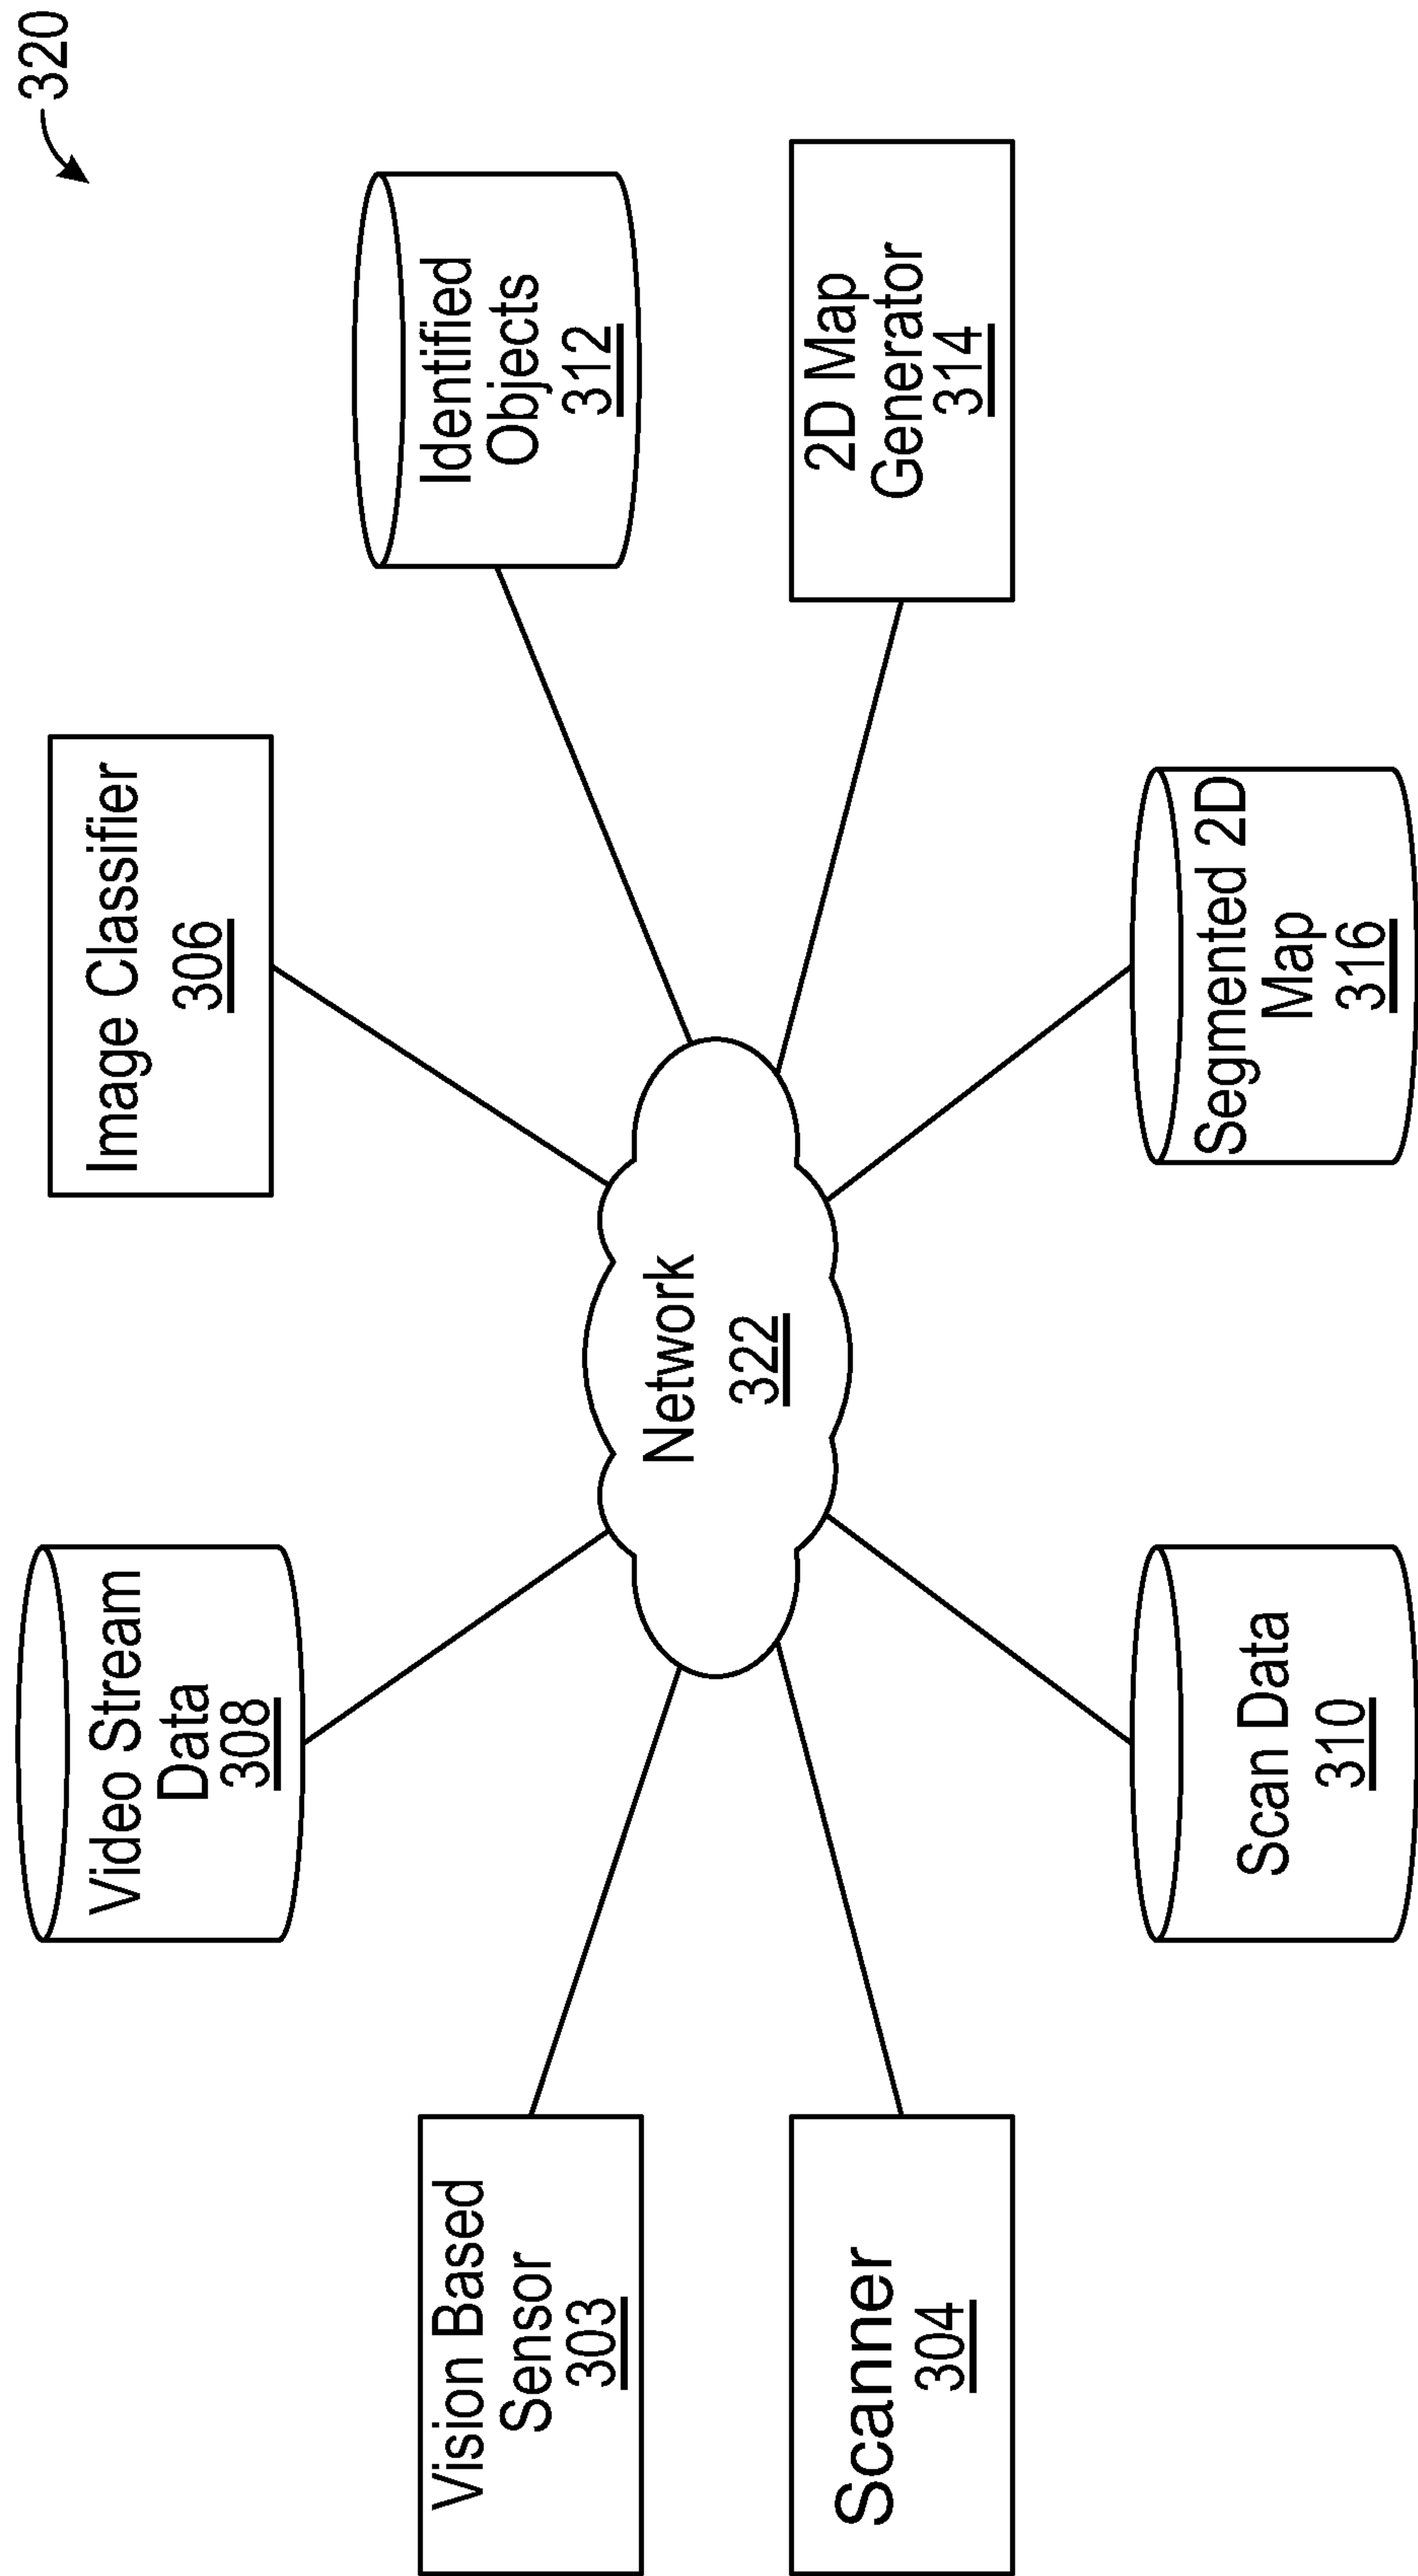 320
Video Stream
Data
308
Image Classifier
306
Vision Based
Sensor
303
Identified
Objects
312
Network
322
Scanner
304
2D Map
Generator
314
Scan Data
310
Segmented 2D
Map
316